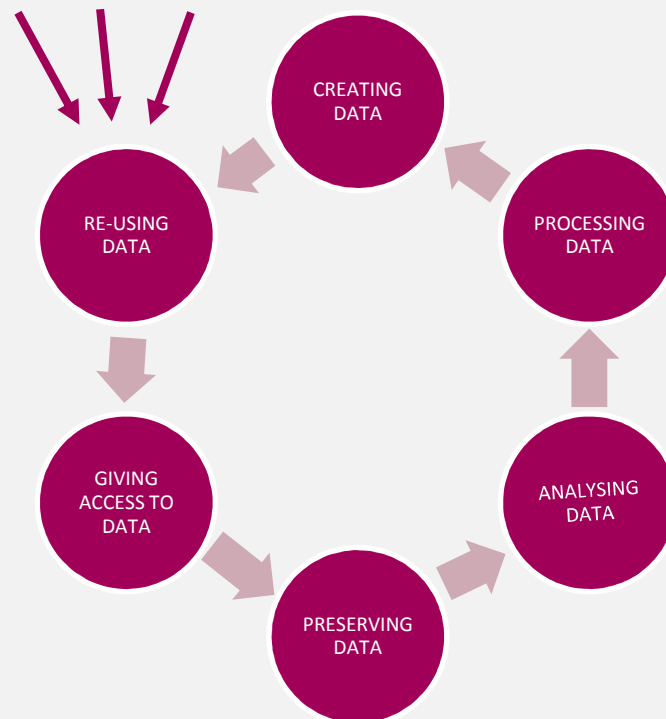 CREATING
DATA
RE-USING
DATA
PROCESSING
DATA
GIVING
ACCESS TO
DATA
ANALYSING
DATA
PRESERVING
DATA